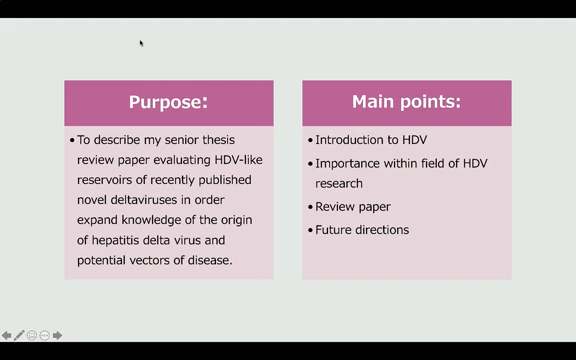 Purpose:
• To describe my senior thesis
review paper evaluating HDV-like
reservoirs of recently published
novel deltaviruses in order
expand knowledge of the origin
of hepatitis delta virus and
potential vectors of disease.
Main points:
• Introduction to HDV
• Importance within field of HDV
research
• Review paper
• Future directions